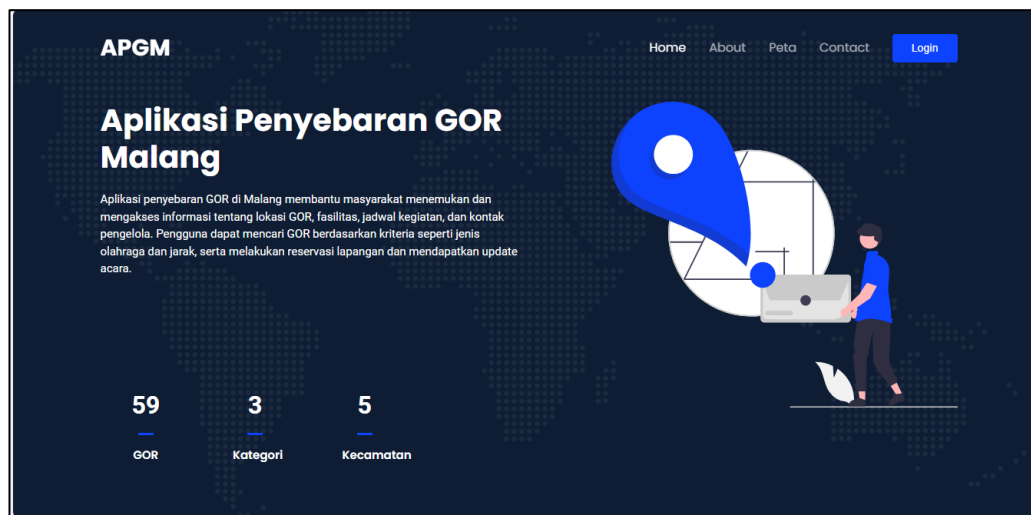 APGM
Home About Peta Contact Login
Aplikasi Penyebaran GOR
Malang
Aplikasi penyebaran GOR di Malang membantu masyarakat menemukan dan
mengakses informasi tentang lokasi GOR, fasilitas, jadwal kegiatan, dan kontak
pengelola. Pengguna dapat mencari GOR berdasarkan kriteria seperti jenis
olahraga dan jarak, serta melakukan reservasi lapangan dan mendapatkan update
acara.
59 3 5
GOR Kategori Kecamatan